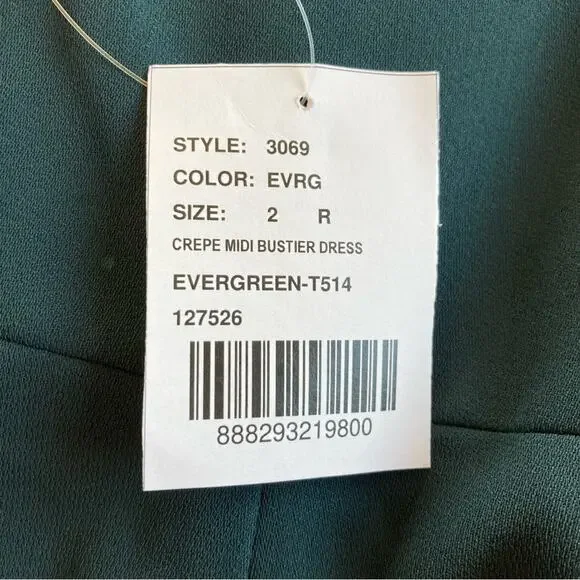 STYLE: 3069
COLOR: EVRG
SIZE: 2 R
CREPE MIDI BUSTIER DRESS
EVERGREEN-T514
127526
888293219800